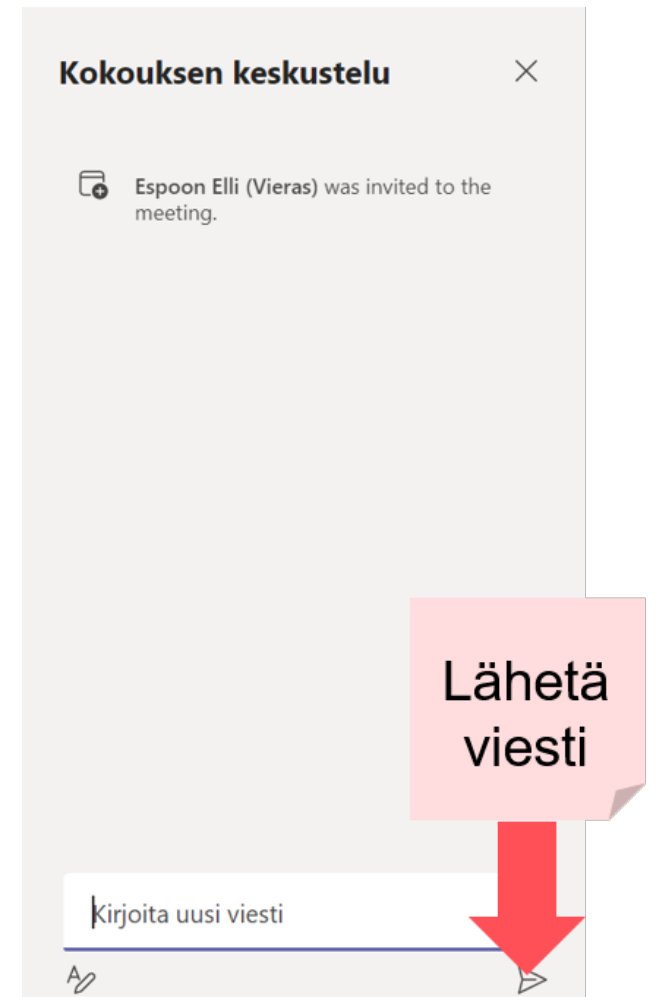 Kokouksen keskustelu
Espoon Elli (Vieras) was invited to the
meeting.
Lähetä
viesti
Kirjoita uusi viesti